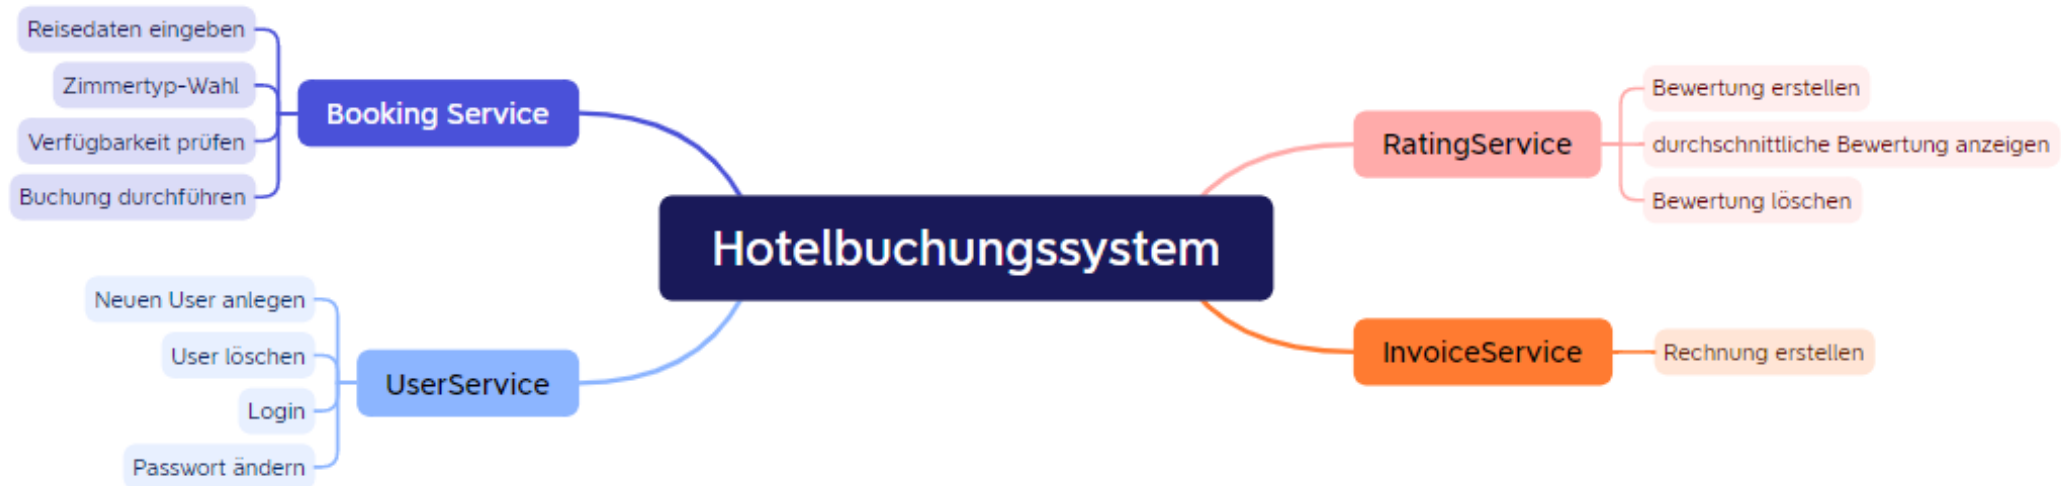 Hotelbuchungssystem
Booking Service
Reisedaten eingeben
Zimmertyp-Wahl
Verfügbarkeit prüfen
Buchung durchführen
UserService
Neuen User anlegen
User löschen
Login
Passwort ändern
RatingService
Bewertung erstellen
durchschnittliche Bewertung anzeigen
Bewertung löschen
InvoiceService
Rechnung erstellen